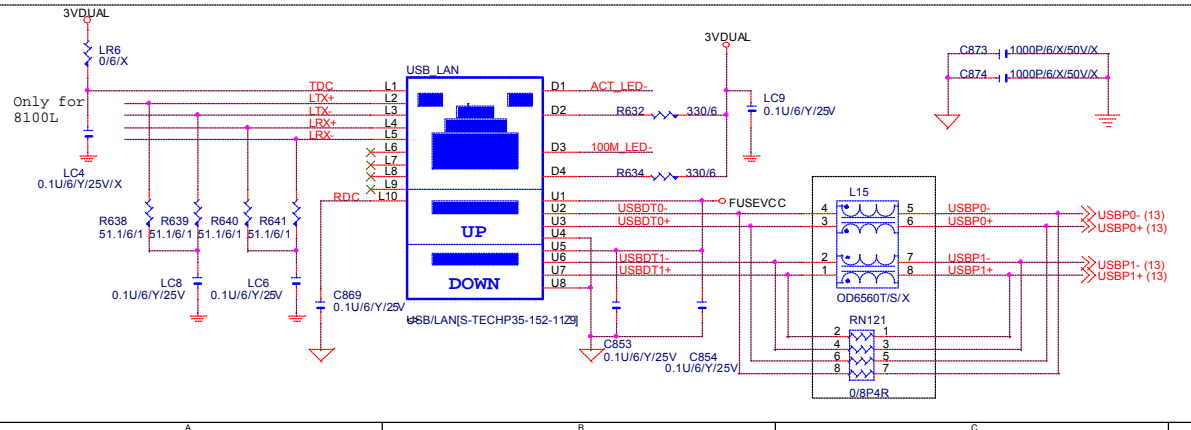 3VDUAL
LR6
0/6/X
Only for
8100L
LC4
0.1U/6/Y/25V/X
TDC
LTX+
LTX-
LRX+
LRX-
RDC
L1
L2
L3
L4
L5
L6
L7
L8
L9
L10
R638
51.1/6/1
R639
51.1/6/1
R640
51.1/6/1
R641
51.1/6/1
LC8
0.1U/6/Y/25V
LC6
0.1U/6/Y/25V
C869
0.1U/6/Y/25V
USB_LAN
UP
DOWN
USB/LAN[S-TECHP35-152-11Z9]
D1
D2
D3
D4
U1
U2
U3
U4
U5
U6
U7
U8
ACT_LED-
R632
330/6
100M_LED-
R634
330/6
3VDUAL
LC9
0.1U/6/Y/25V
FUSEVCC
USBDT0-
USBDT0+
USBDT1-
USBDT1+
C853
0.1U/6/Y/25V
C854
0.1U/6/Y/25V
C873
1000P/6/X/50V/X
C874
1000P/6/X/50V/X
L15
4
3
2
1
5
6
7
8
OD6560T/S/X
RN121
2
4
6
8
1
3
5
7
0/8P4R
USBP0-
USBP0+
USBP1-
USBP1+
USBP0- (13)
USBP0+ (13)
USBP1- (13)
USBP1+ (13)
A
B
C